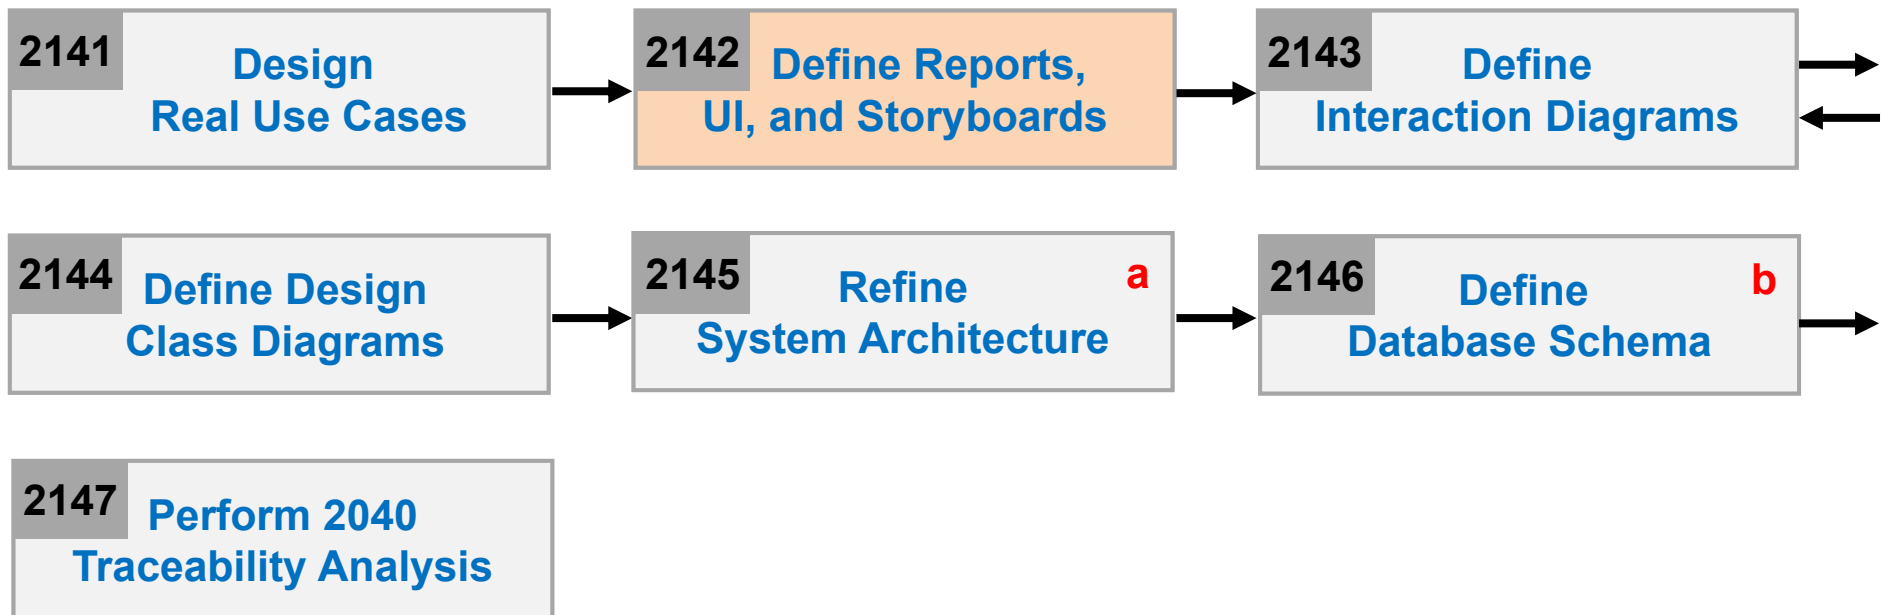 2141
Design
Real Use Cases
2142
Define Reports,
UI, and Storyboards
2143
Define
Interaction Diagrams
2144
Define Design
Class Diagrams
2145
Refine
a
System Architecture
2146
Define
b
Database Schema
2147
Perform 2040
Traceability Analysis